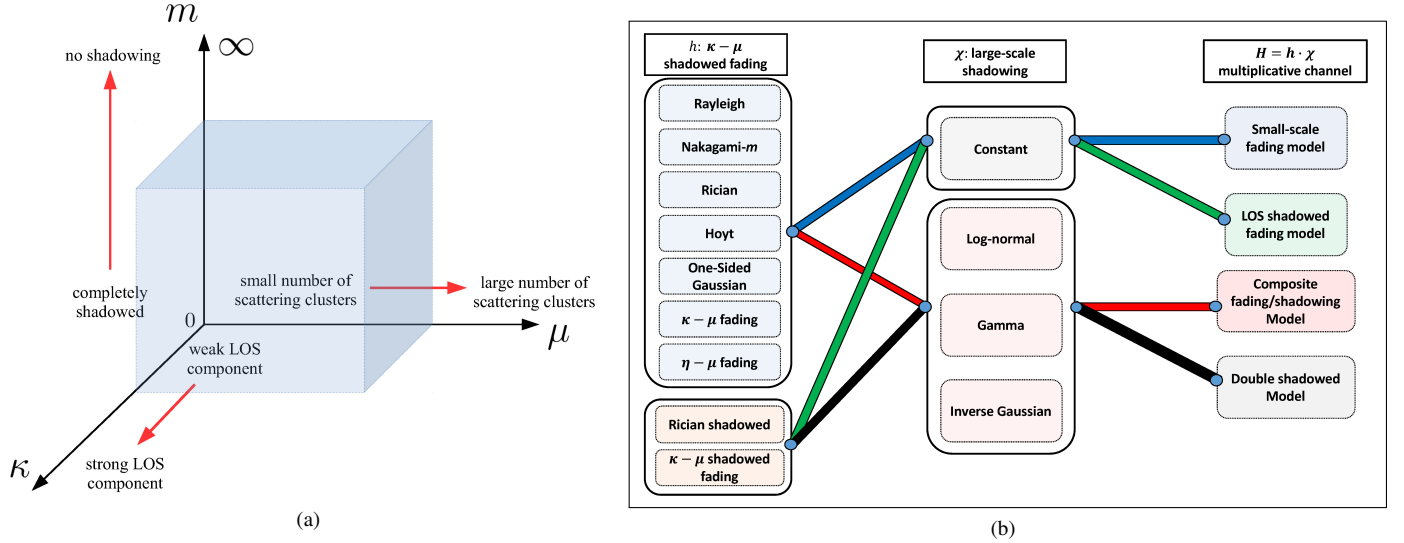 m
∞
no shadowing
completely
shadowed
small number of
scattering clusters
large number of
scattering clusters
0
μ
weak LOS
component
κ
strong LOS
component
(a)
h: κ − μ
shadowed fading
Rayleigh
Nakagami-m
Rician
Hoyt
One-Sided
Gaussian
κ − μ fading
η − μ fading
Rician shadowed
κ − μ shadowed
fading
χ: large-scale
shadowing
Constant
Log-normal
Gamma
Inverse Gaussian
H = h · χ
multiplicative channel
Small-scale
fading model
LOS shadowed
fading model
Composite
fading/shadowing
Model
Double shadowed
Model
(b)